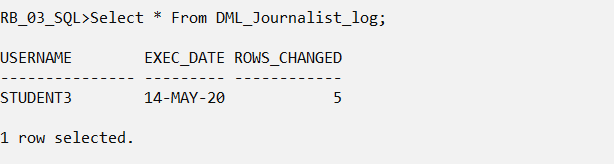 RB_03_SQL>Select * From DML_Journalist_log;
USERNAME        EXEC_DATE ROWS_CHANGED
--------------- --------- ------------
STUDENT3        14-MAY-20            5
1 row selected.